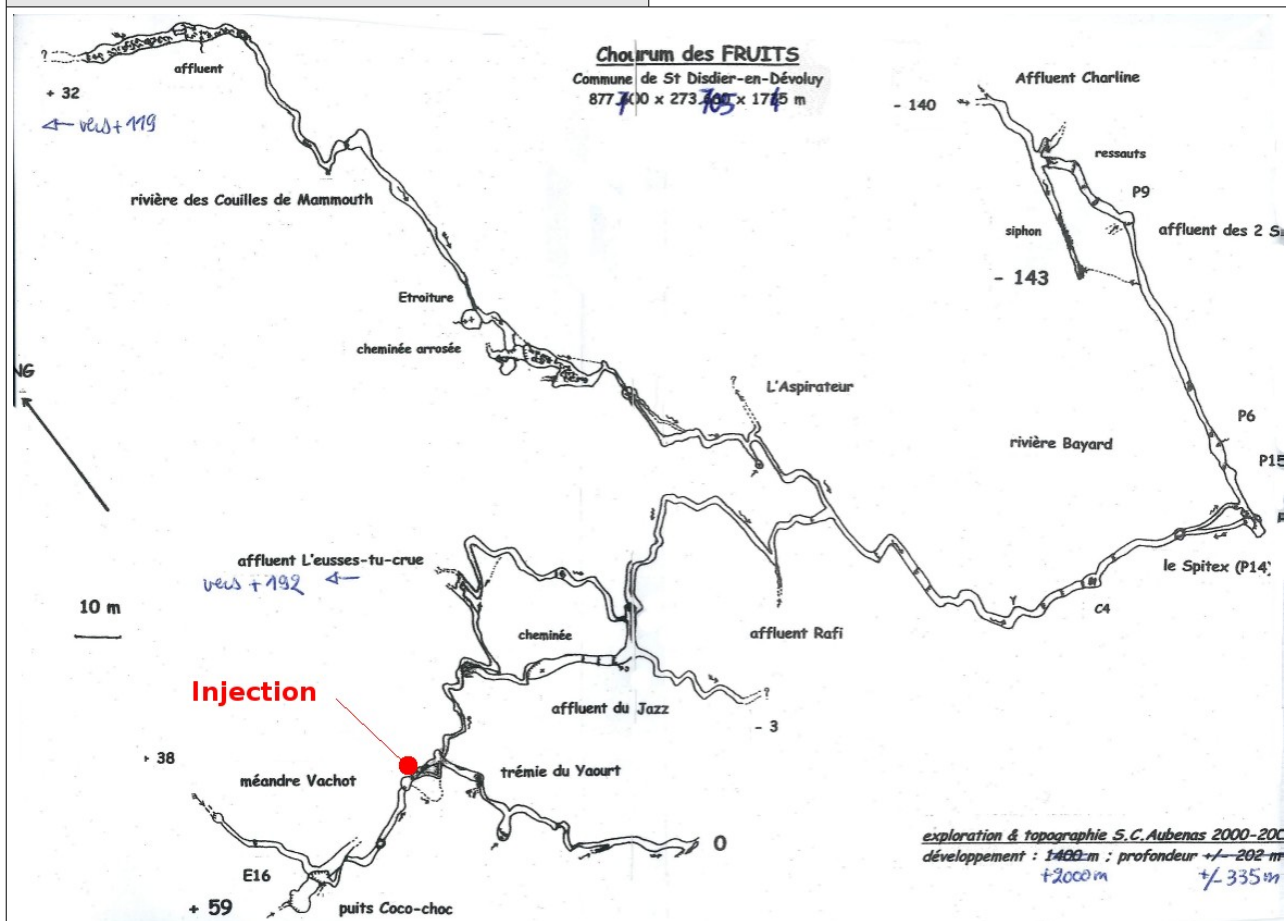 Chourum des FRUITS
Commune de St Disdier-en-Dévoluy
877.700 x 273.705 x 1714 m
?
affluent
+ 32
← vers +119
rivière des Couilles de Mammouth
Affluent Charline
- 140
ressauts
P9
siphon
affluent des 2 S
- 143
Etroiture
cheminée arrosée
NG
L'Aspirateur
?
P6
rivière Bayard
P15
affluent L'eusses-tu-crue
vers +192 ←
le Spitex (P14)
10 m
C4
cheminée
affluent Rafi
Injection
affluent du Jazz
?
- 3
+ 38
méandre Vachot
trémie du Yaourt
0
E16
+ 59
puits Coco-choc
exploration & topographie S.C.Aubenas 2000-200
développement : 1400 m ; profondeur +/- 202 m
+2000m +/- 335m